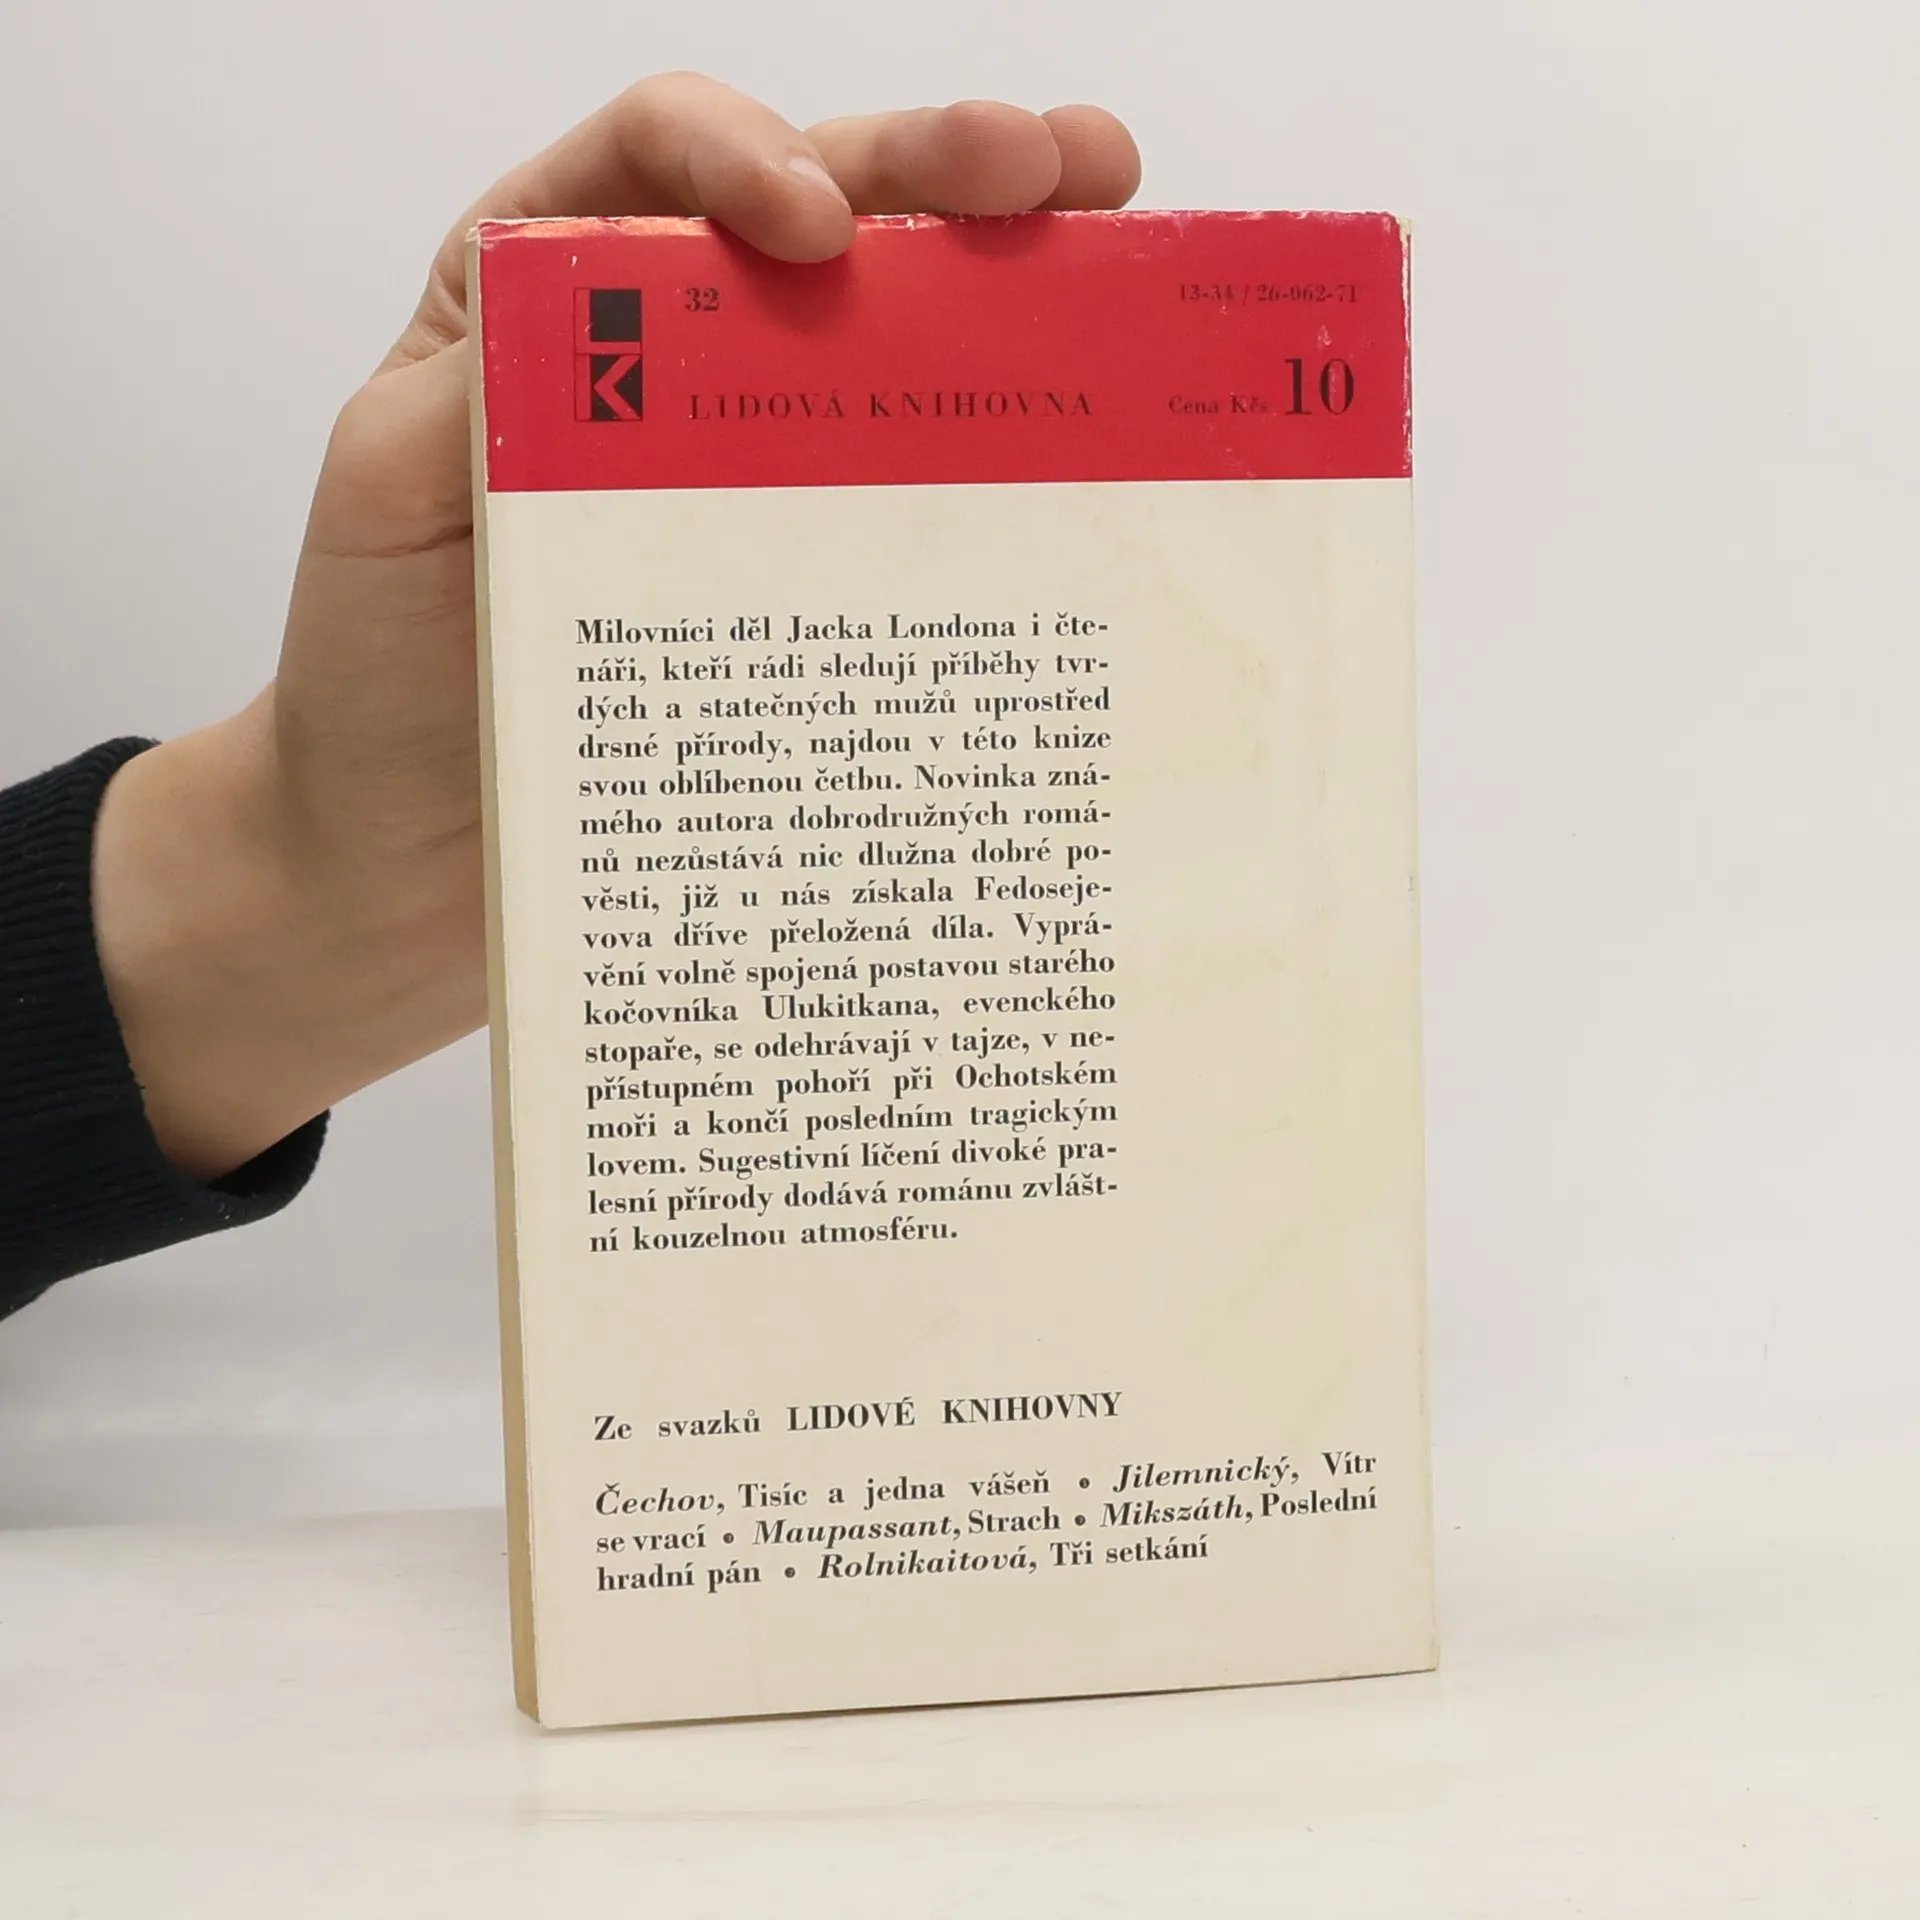 32
13-34 / 26-062-71
LK
LIDOVÁ KNIHOVNA
Cena Kčs 10
Milovníci děl Jacka Londona i čte-
náři, kteří rádi sledují příběhy tvr-
dých a statečných mužů uprostřed
drsné přírody, najdou v této knize
svou oblíbenou četbu. Novinka zná-
mého autora dobrodružných romá-
nů nezůstává nic dlužna dobré po-
věsti, již u nás získala Fedoseje-
vova dříve přeložená díla. Vyprá-
vění volně spojená postavou starého
kočovníka Ulukitkana, evenckého
stopaře, se odehrávají v tajze, v ne-
přístupném pohoří při Ochotském
moři a končí posledním tragickým
lovem. Sugestivní líčení divoké pra-
lesní přírody dodává románu zvlášt-
ní kouzelnou atmosféru.
Ze svazků LIDOVÉ KNIHOVNY
Čechov, Tisíc a jedna vášeň • Jilemnický, Vítr
se vrací • Maupassant, Strach • Mikszáth, Poslední
hradní pán • Rolnikaitová, Tři setkání